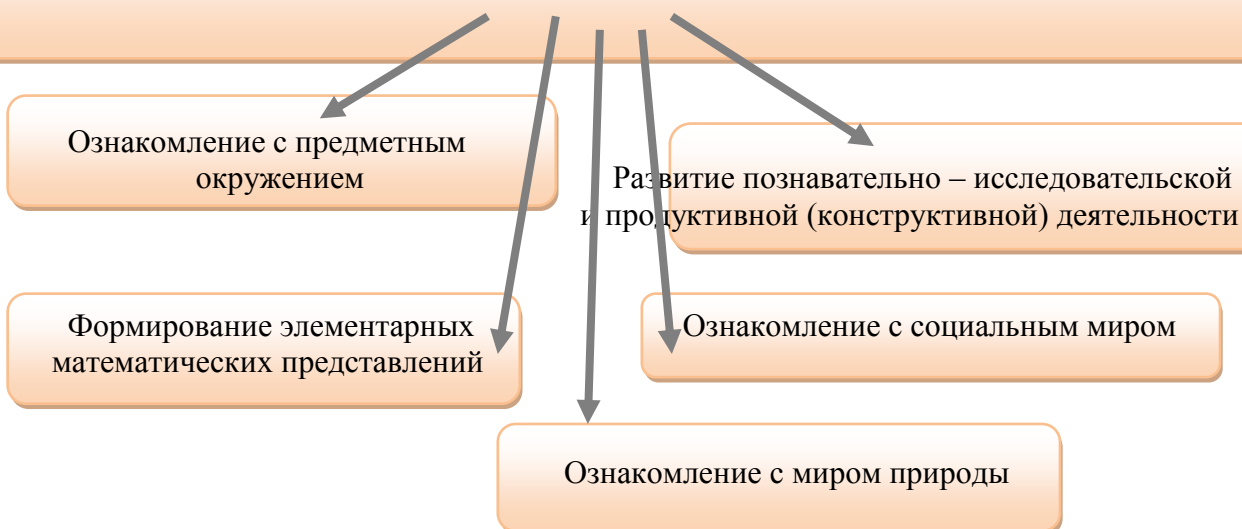 Ознакомление с предметным
окружением
Развитие познавательно – исследовательской
и продуктивной (конструктивной) деятельности
Формирование элементарных
математических представлений
Ознакомление с социальным миром
Ознакомление с миром природы